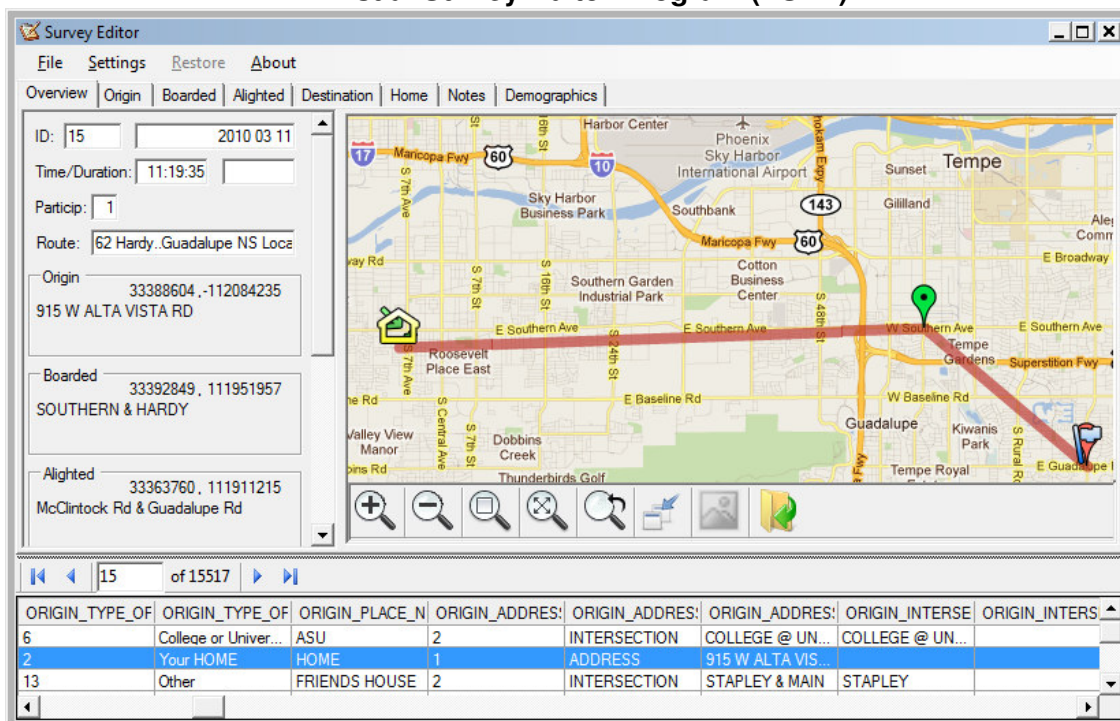 Survey Editor
File Settings Restore About
Overview Origin Boarded Alighted Destination Home Notes Demographics
ID: 15 2010 03 11
Time/Duration: 11:19:35
Particip: 1
Route: 62 Hardy..Guadalupe NS Loca
Origin
33388604,-112084235
915 W ALTA VISTA RD
Boarded
33392849, 111951957
SOUTHERN & HARDY
Alighted
33363760, 111911215
McClintock Rd & Guadalupe Rd
Harbor Center
16th St
Phoenix
Sky Harbor
International Airport
17
Maricopa Fwy
60
10
S 7th Ave
Sunset
Tempe
Sky Harbor
Business Park
Southbank
143
Gililland
Maricopa Fwy
60
E Broadway
S 7th St
S 16th St
Southern Garden
Industrial Park
Cotton
Business
Center
S 48th St
E Southern Ave
S 24th St
E Southern Ave
W Southern Ave
E Southern Ave
Tempe
Gardens
Superstition Fwy
S 7th Ave
Roosevelt
Place East
E Baseline Rd
W Baseline Rd
Guadalupe
Kiwanis
Park
S Rural Rd
Valley View
Manor
S Central Ave
S 7th St
Dobbins
Creek
Thunderbirds Golf
Tempe Royal
E Guadalupe
15 of 15517
ORIGIN_TYPE_OF ORIGIN_TYPE_OF ORIGIN_PLACE_N ORIGIN_ADDRES ORIGIN_ADDRES ORIGIN_ADDRES ORIGIN_INTERSE ORIGIN_INTERS
6 College or Univer... ASU 2 INTERSECTION COLLEGE @ UN... COLLEGE @ UN...
2 Your HOME HOME 1 ADDRESS 915 W ALTA VIS...
13 Other FRIENDS HOUSE 2 INTERSECTION STAPLEY & MAIN STAPLEY